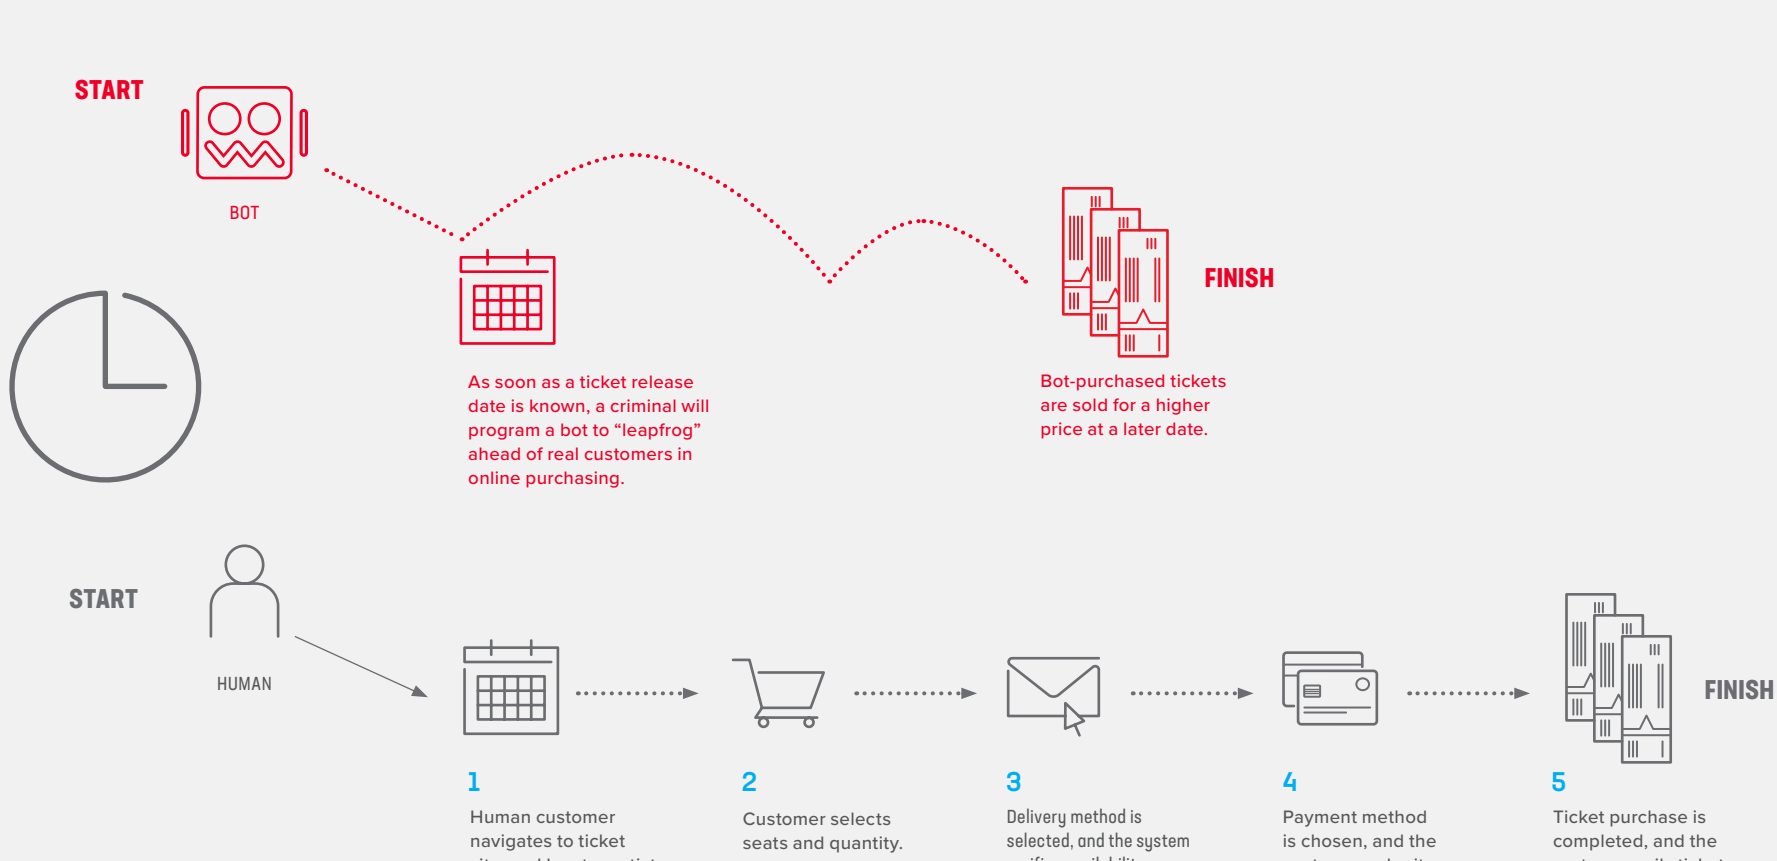 START
BOT
As soon as a ticket release
date is known, a criminal will
program a bot to “leapfrog”
ahead of real customers in
online purchasing.
Bot-purchased tickets
are sold for a higher
price at a later date.
FINISH
START
HUMAN
FINISH
1
Human customer
navigates to ticket
2
Customer selects
seats and quantity.
3
Delivery method is
selected, and the system
4
Payment method
is chosen, and the
5
Ticket purchase is
completed, and the